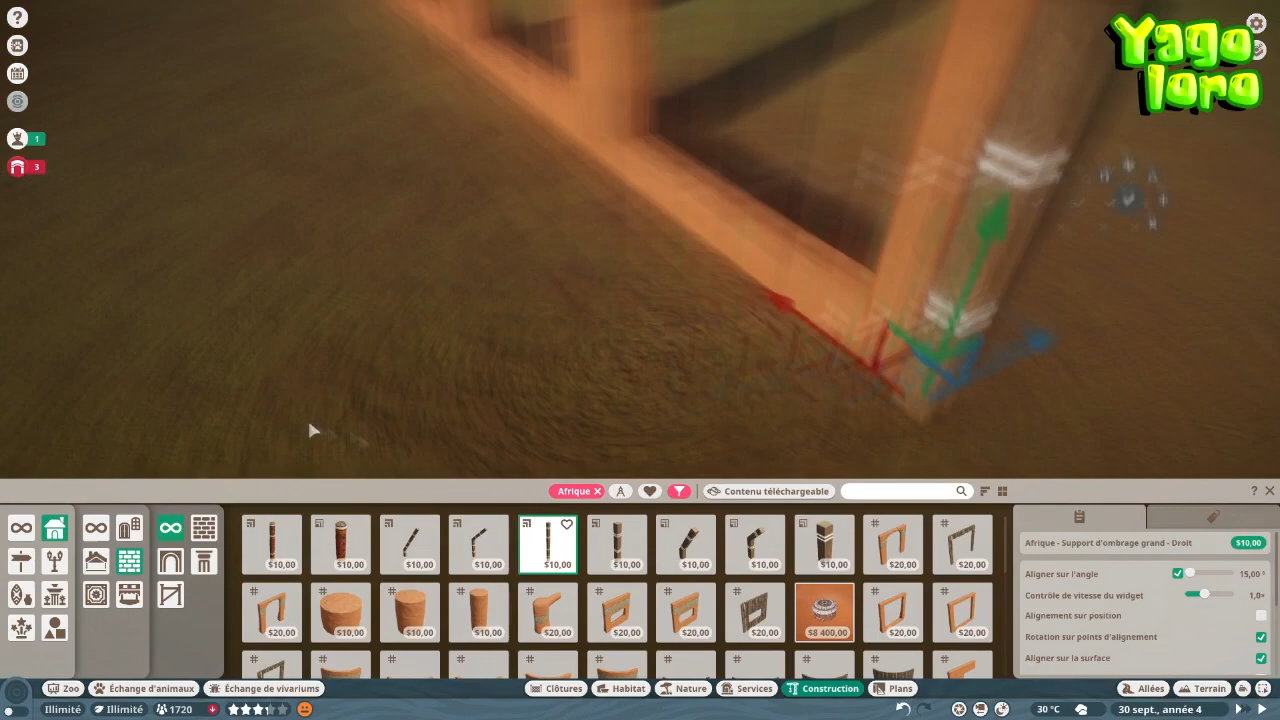 Yago
loro
?
1
3
Afrique ×
Contenu téléchargeable
? ×
$10,00 $10,00 $10,00 $10,00 $10,00 $10,00 $10,00 $10,00 $10,00 $20,00 $20,00
$20,00 $10,00 $10,00 $10,00 $20,00 $20,00 $20,00 $20,00 $8 400,00 $20,00 $20,00
Afrique - Support d'ombrage grand - Droit $10,00
Aligner sur l'angle 15,00 °
Contrôle de vitesse du widget 1,0×
Alignement sur position
Rotation sur points d'alignement
Aligner sur la surface
Zoo Échange d'animaux Échange de vivariums Clôtures Habitat Nature Services Construction Plans Allées Terrain
Illimité Illimité 1720 30 °C 30 sept., année 4